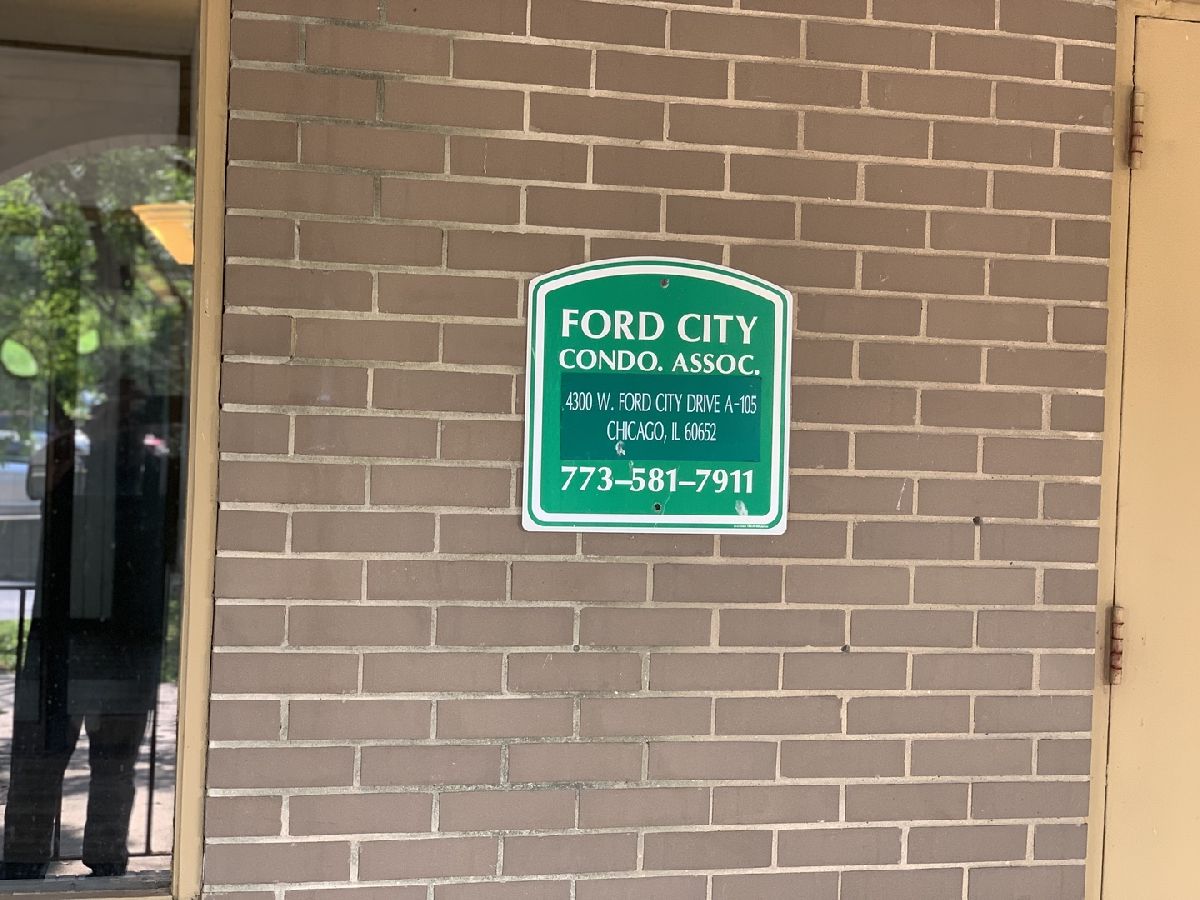 FORD CITY
CONDO. ASSOC.
4300 W. FORD CITY DRIVE A-105
CHICAGO, IL 60652
773–581–7911